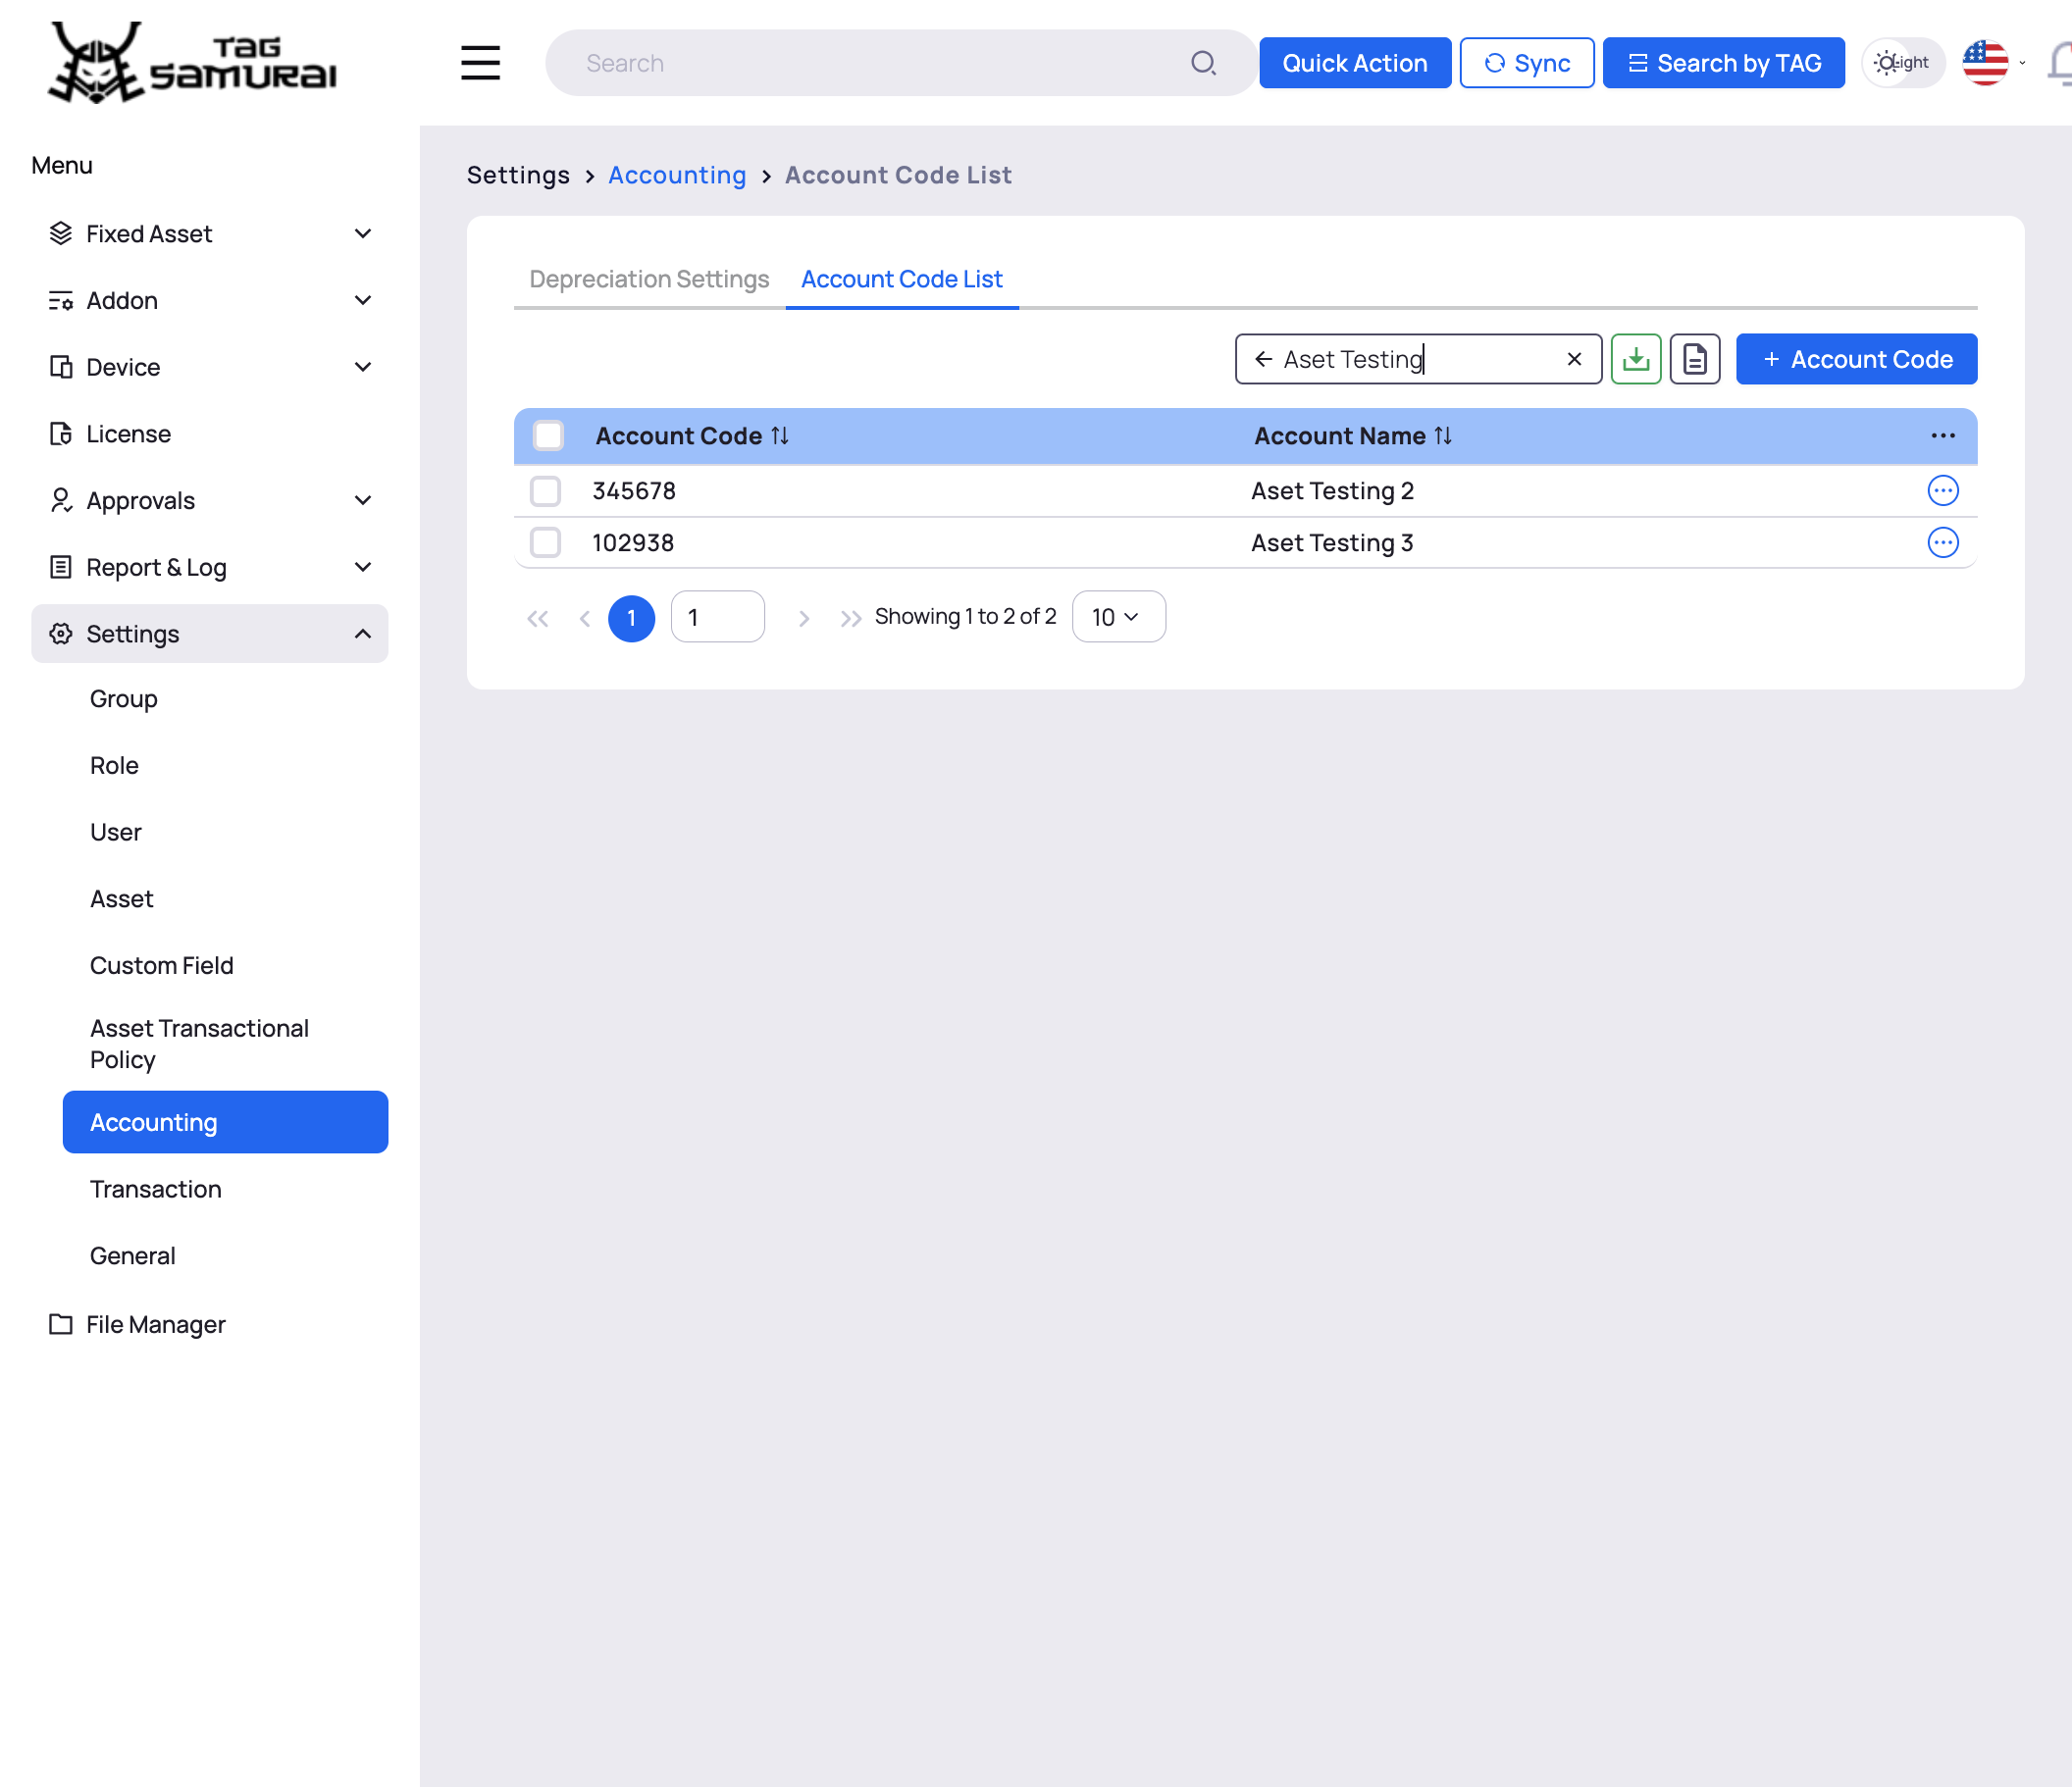 TAG
SAMURAI
Search
Quick Action
Sync
Search by TAG
Light
Menu
Fixed Asset
Addon
Device
License
Approvals
Report & Log
Settings
Group
Role
User
Asset
Custom Field
Asset Transactional
Policy
Accounting
Transaction
General
File Manager
Settings > Accounting > Account Code List
Depreciation Settings
Account Code List
Aset Testing
+ Account Code
Account Code
Account Name
345678
Aset Testing 2
102938
Aset Testing 3
1
1
Showing 1 to 2 of 2
10